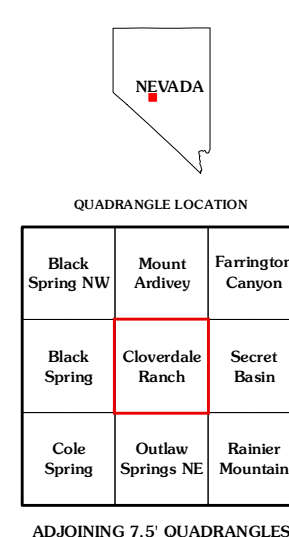 NEVADA
QUADRANGLE LOCATION
Black
Spring NW
Mount
Ardivey
Farrington
Canyon
Black
Spring
Cloverdale
Ranch
Secret
Basin
Cole
Spring
Outlaw
Springs NE
Rainier
Mountain
ADJOINING 7.5' QUADRANGLES